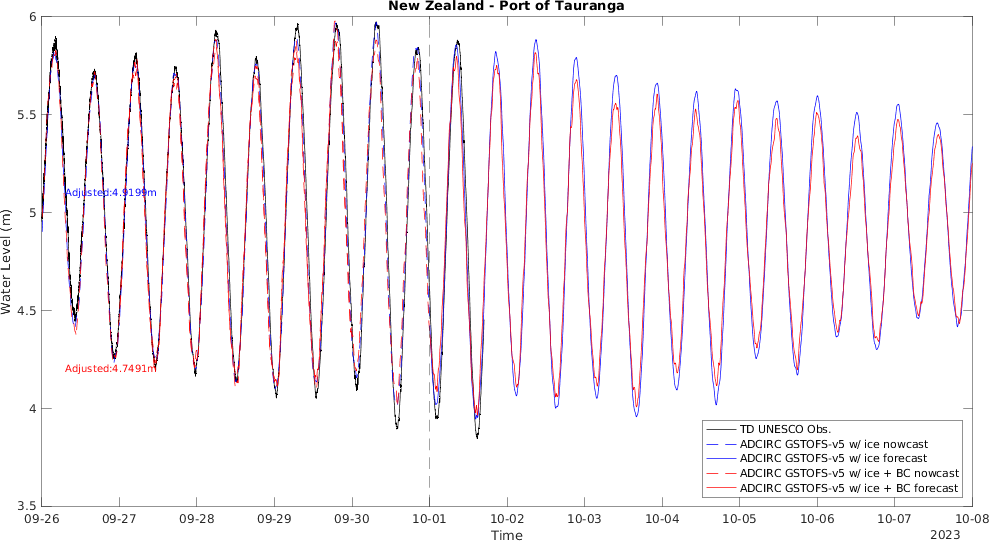 New Zealand - Port of Tauranga
6
5.5
5
4.5
4
3.5
Water Level (m)
Adjusted:4.9199m
Adjusted:4.7491m
TD UNESCO Obs.
ADCIRC GSTOFS-v5 w/ ice nowcast
ADCIRC GSTOFS-v5 w/ ice forecast
ADCIRC GSTOFS-v5 w/ ice + BC nowcast
ADCIRC GSTOFS-v5 w/ ice + BC forecast
09-26 09-27 09-28 09-29 09-30 10-01 10-02 10-03 10-04 10-05 10-06 10-07 10-08
Time
2023